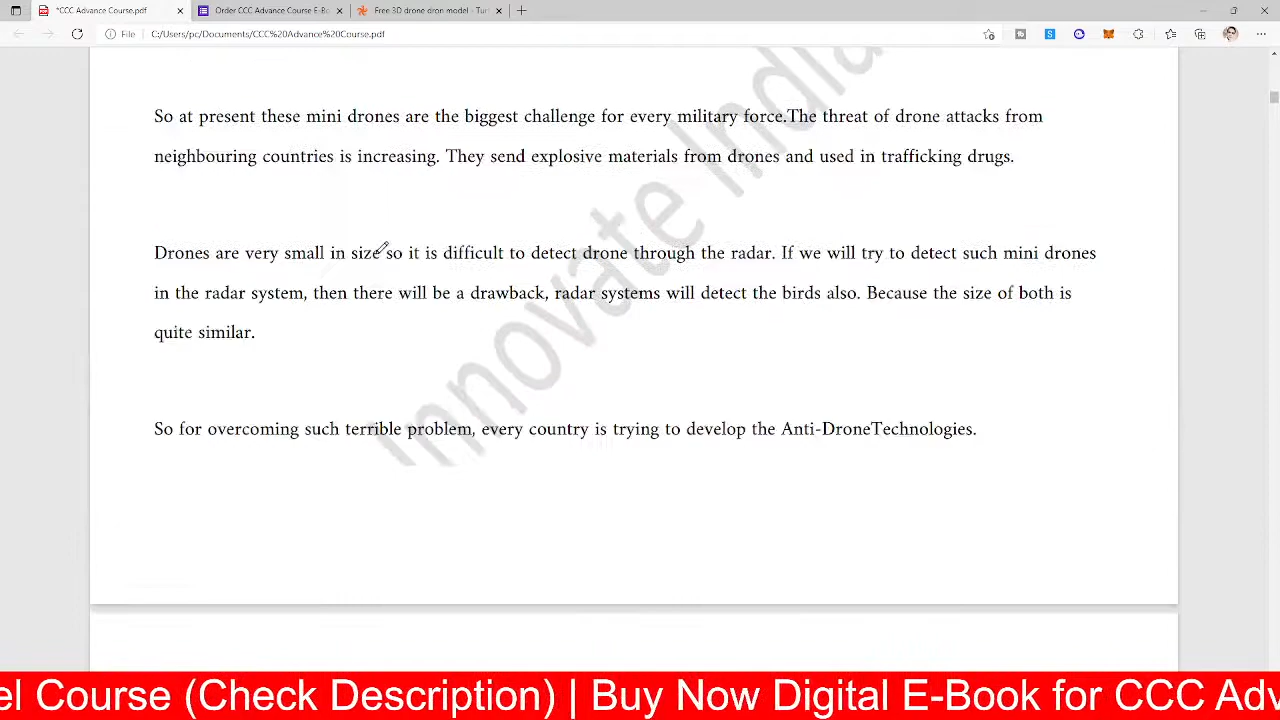 *CCC Advance Course.pdf
Order CCC Advance Course E-B
Free 3D drone dron model - Tur
File
C:/Users/pc/Documents/CCC%20Advance%20Course.pdf
So at present these mini drones are the biggest challenge for every military force.The threat of drone attacks from
neighbouring countries is increasing. They send explosive materials from drones and used in trafficking drugs.
Drones are very small in size so it is difficult to detect drone through the radar. If we will try to detect such mini drones
in the radar system, then there will be a drawback, radar systems will detect the birds also. Because the size of both is
quite similar.
So for overcoming such terrible problem, every country is trying to develop the Anti-DroneTechnologies.
Innovate India
el Course (Check Description) | Buy Now Digital E-Book for CCC Adv